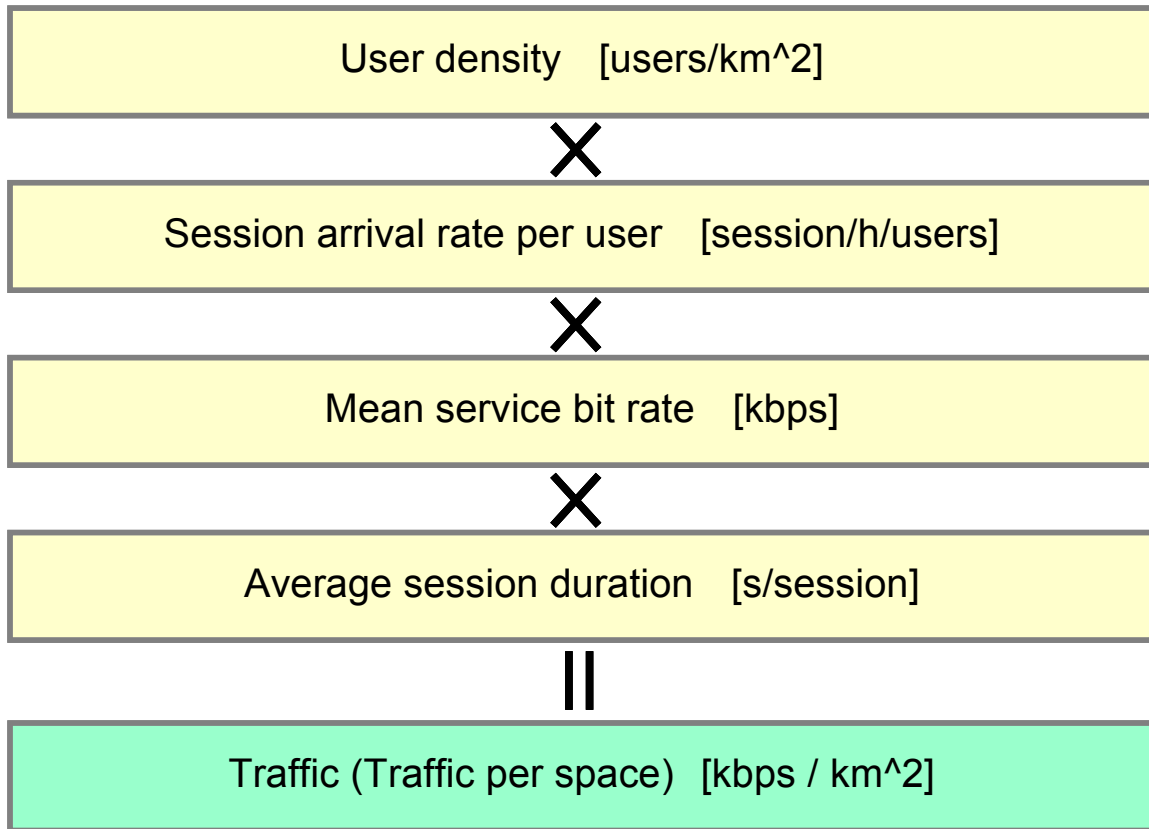 User density [users/km^2]
×
Session arrival rate per user [session/h/users]
×
Mean service bit rate [kbps]
×
Average session duration [s/session]
||
Traffic (Traffic per space) [kbps / km^2]